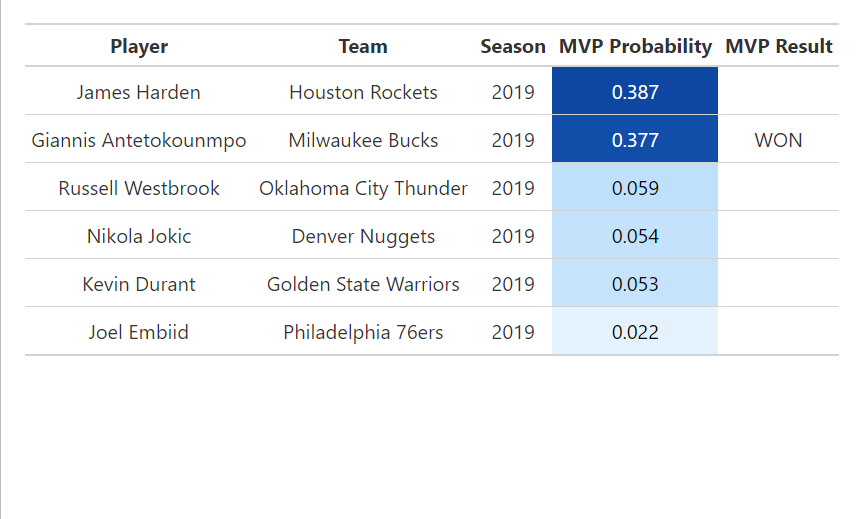 Player Team Season MVP Probability MVP Result
James Harden Houston Rockets 2019 0.387
Giannis Antetokounmpo Milwaukee Bucks 2019 0.377 WON
Russell Westbrook Oklahoma City Thunder 2019 0.059
Nikola Jokic Denver Nuggets 2019 0.054
Kevin Durant Golden State Warriors 2019 0.053
Joel Embiid Philadelphia 76ers 2019 0.022